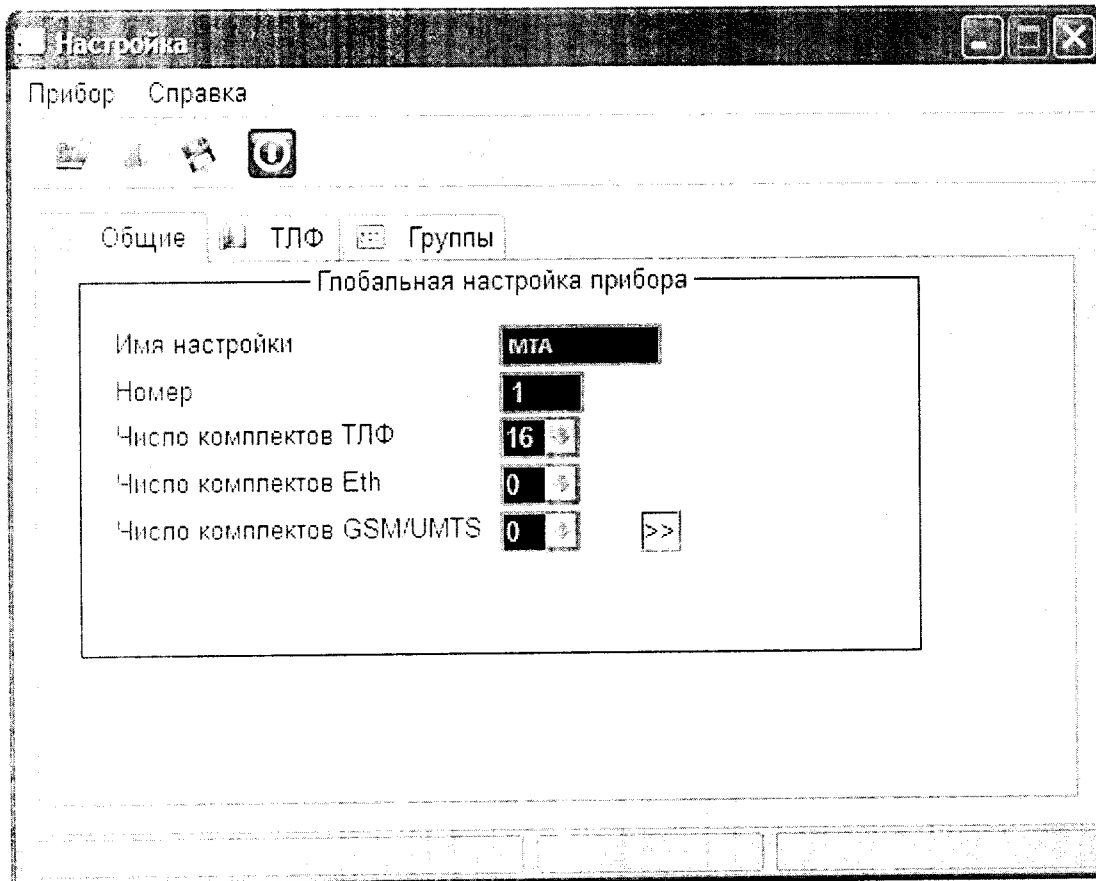 Настройка
Прибор Справка
Общие ТЛФ Группы
Глобальная настройка прибора
Имя настройки MTA
Номер 1
Число комплектов ТЛФ 16
Число комплектов Eth 0
Число комплектов GSM/UMTS 0 >>